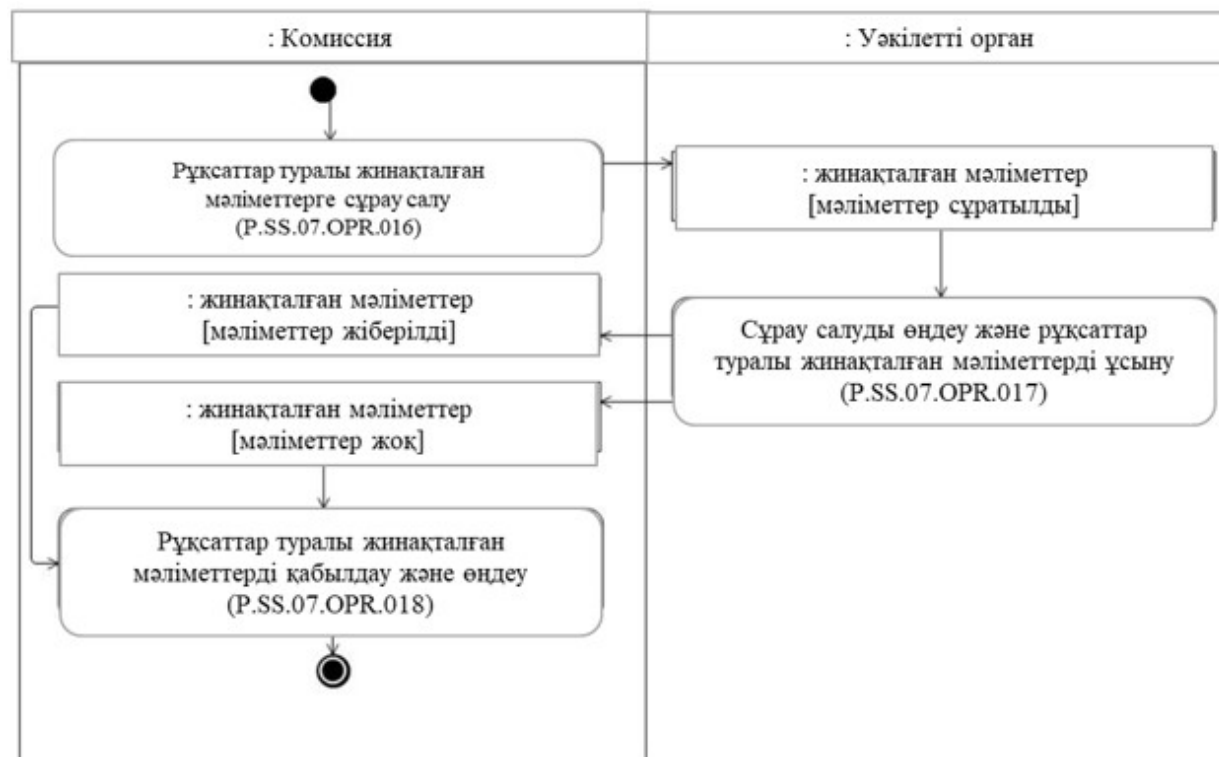 : Комиссия
: Уәкілетті орган
Рұқсаттар туралы жинақталған
мәліметтерге сұрау салу
(P.SS.07.OPR.016)
: жинақталған мәліметтер
[мәліметтер сұратылды]
: жинақталған мәліметтер
[мәліметтер жіберілді]
Сұрау салуды өңдеу және рұқсаттар
туралы жинақталған мәліметтерді ұсыну
(P.SS.07.OPR.017)
: жинақталған мәліметтер
[мәліметтер жоқ]
Рұқсаттар туралы жинақталған
мәліметтерді қабылдау және өңдеу
(P.SS.07.OPR.018)